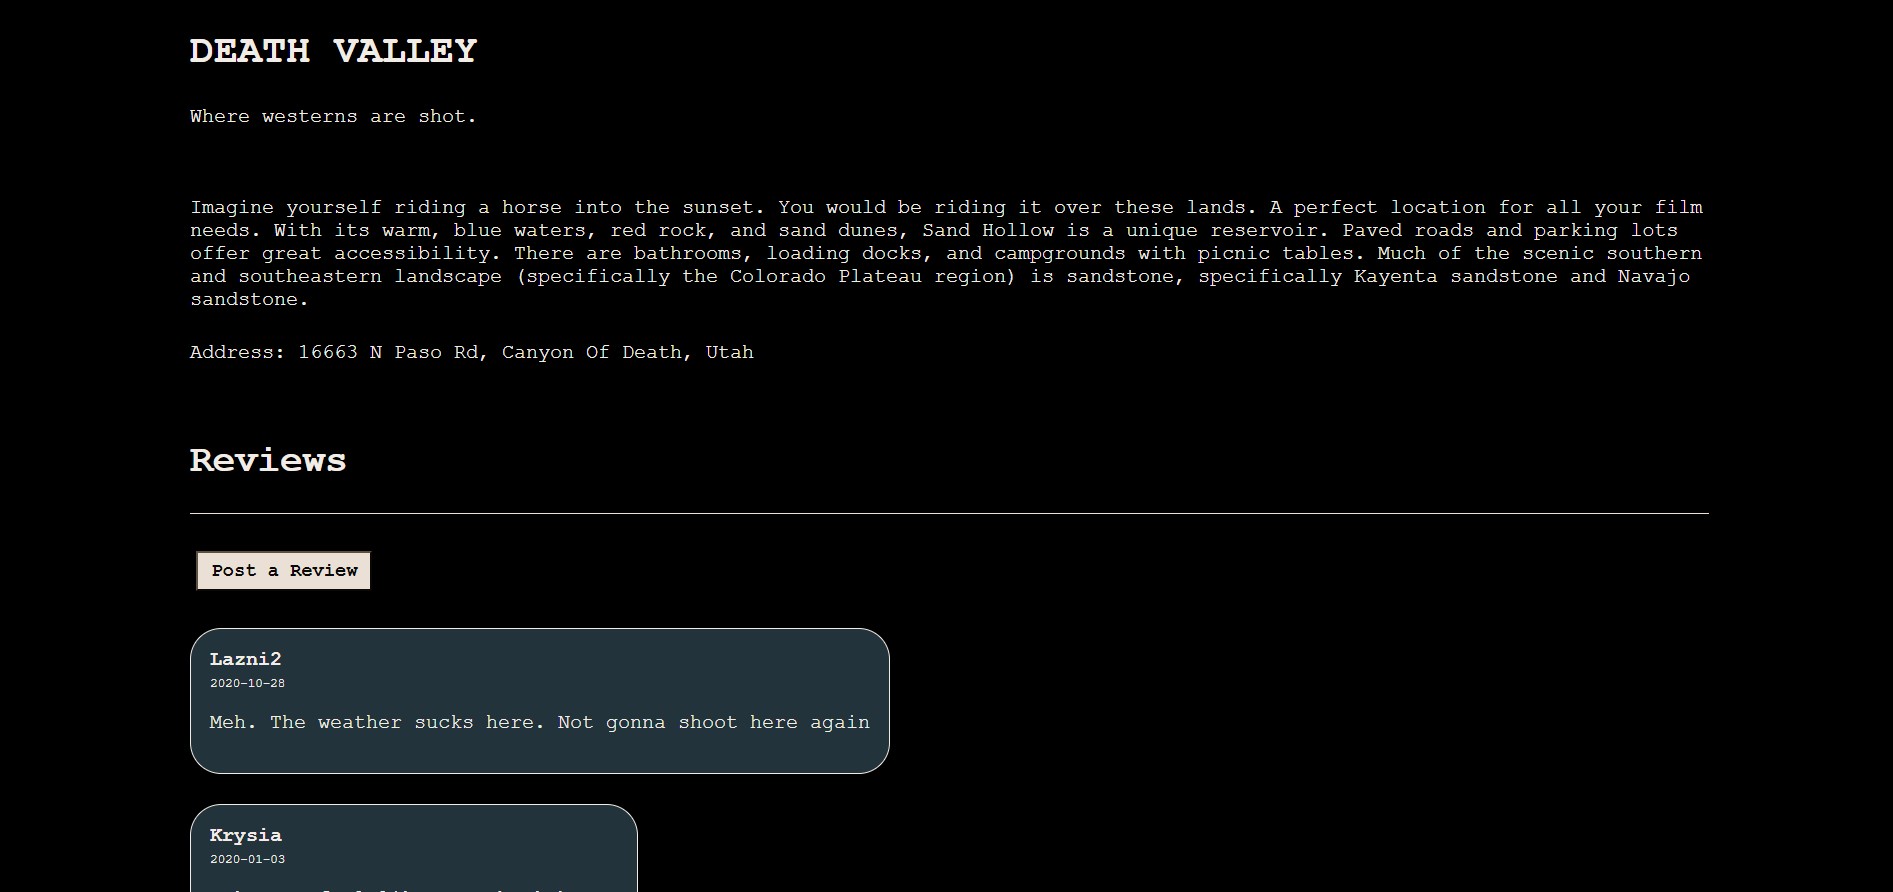 DEATH VALLEY
Where westerns are shot.
Imagine yourself riding a horse into the sunset. You would be riding it over these lands. A perfect location for all your film
needs. With its warm, blue waters, red rock, and sand dunes, Sand Hollow is a unique reservoir. Paved roads and parking lots
offer great accessibility. There are bathrooms, loading docks, and campgrounds with picnic tables. Much of the scenic southern
and southeastern landscape (specifically the Colorado Plateau region) is sandstone, specifically Kayenta sandstone and Navajo
sandstone.
Address: 16663 N Paso Rd, Canyon Of Death, Utah
Reviews
Post a Review
Lazni2
2020-10-28
Meh. The weather sucks here. Not gonna shoot here again
Krysia
2020-01-03